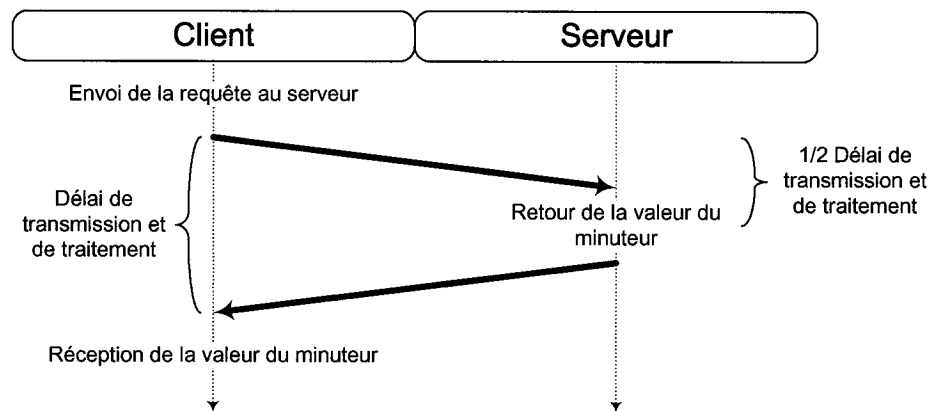 Client
Serveur
Envoi de la requête au serveur
Délai de
transmission et
de traitement
1/2 Délai de
transmission et
de traitement
Retour de la valeur du
minuteur
Réception de la valeur du minuteur